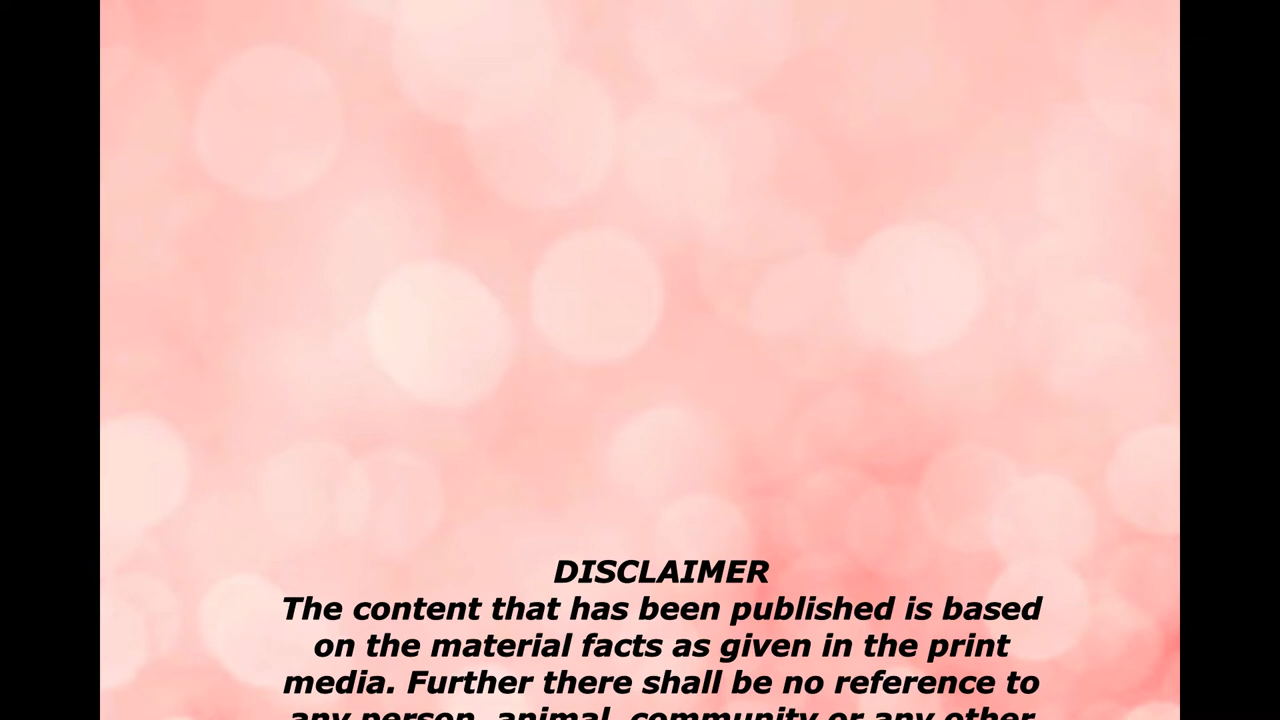 DISCLAIMER
The content that has been published is based
on the material facts as given in the print
media. Further there shall be no reference to
any person, animal, community or any other